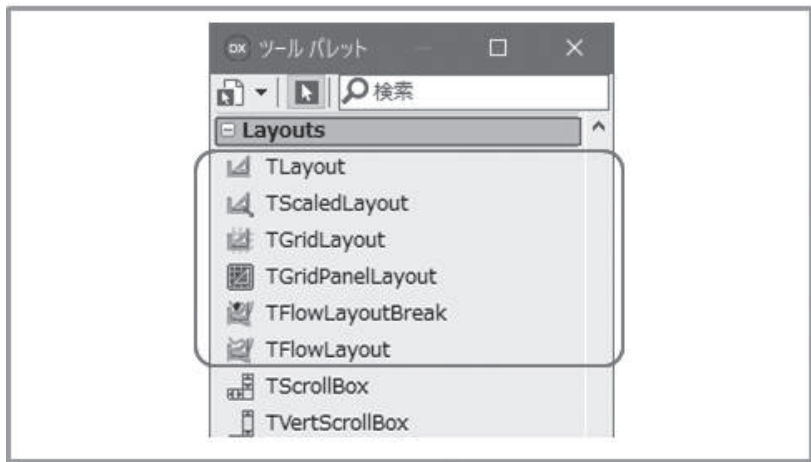 DX ツール パレット
検索
Layouts
TLayout
TScaledLayout
TGridLayout
TGridPanelLayout
TFlowLayoutBreak
TFlowLayout
TScrollBox
TVertScrollBox